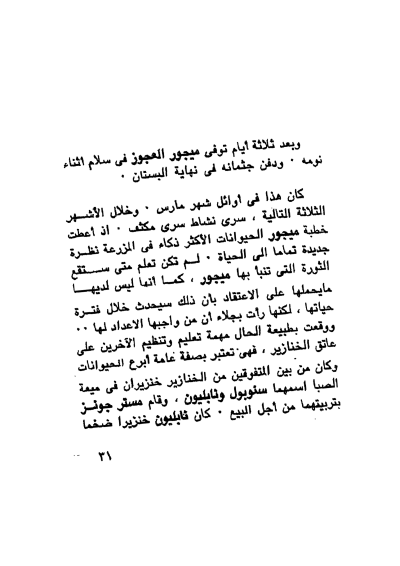 وبعد ثلاثة أيام توفى ميجور العجوز فى سلام اثناء
نومه . ودفن جثمانه فى نهاية البستان .
كان هذا فى أوائل شهر مارس . وخلال الأشهر
الثلاثة التالية ، سرى نشاط سرى مكثف . اذ أعطت
خطبة ميجور الحيوانات الأكثر ذكاء فى المزرعة نظرة
جديدة تماما الى الحياة . لم تكن تعلم متى ستقع
الثورة التى تنبأ بها ميجور ، كما أنها ليس لديها
مايحملها على الاعتقاد بأن ذلك سيحدث خلال فترة
حياتها ، لكنها رأت بجلاء أن من واجبها الاعداد لها ..
ووقعت بطبيعة الحال مهمة تعليم وتنظيم الآخرين على
عاتق الخنازير ، فهى تعتبر بصفة عامة أبرع الحيوانات
وكان من بين المتفوقين من الخنازير خنزيران فى ميعة
الصبا اسمهما سنوبول ونابليون ، وقام مستر جونز
بتربيتهما من أجل البيع . كان نابليون خنزيرا ضخما
٣١